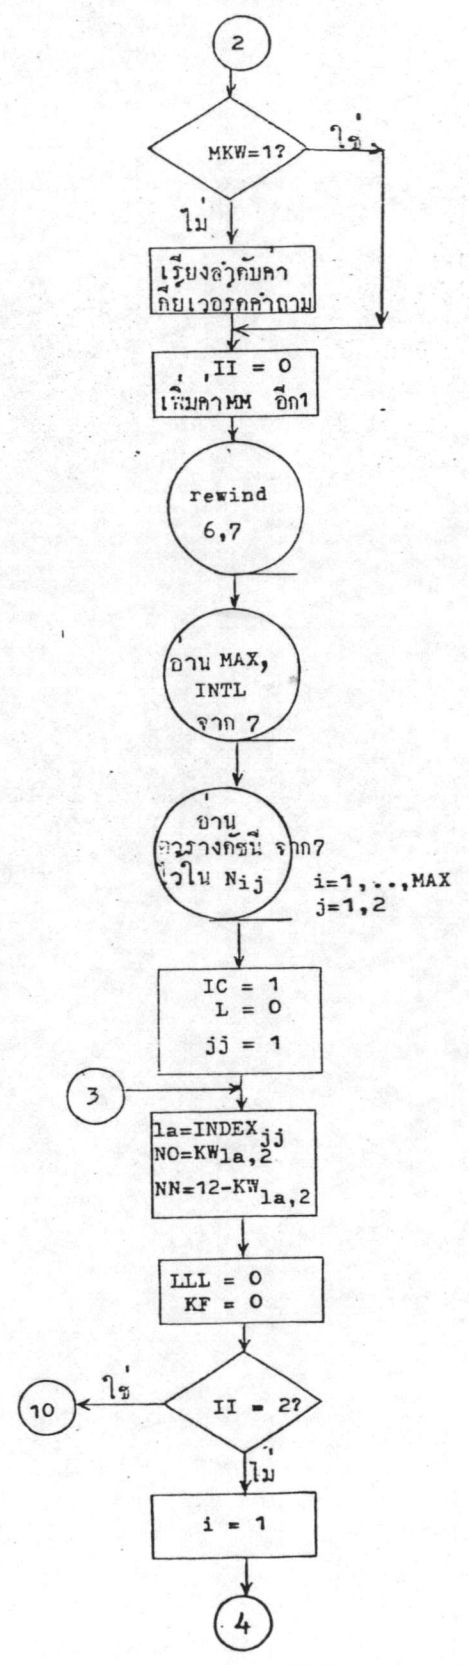 2
MKW=1?
ใช่
ไม่
เรียงลำดับค่า
คีย์เวอร์ดคำถาม
II = 0
เพิ่มค่า MM อีก1
rewind
6,7
อ่าน MAX,
INTL
จาก 7
อ่าน
ตารางดัชนี จาก7
ไว้ใน Nij
i=1,..,MAX
j=1,2
IC = 1
L = 0
jj = 1
3
la=INDEXjj
NO=KWla,2
NN=12-KWla,2
LLL = 0
KF = 0
ใช่
10
II = 2?
ไม่
i = 1
4